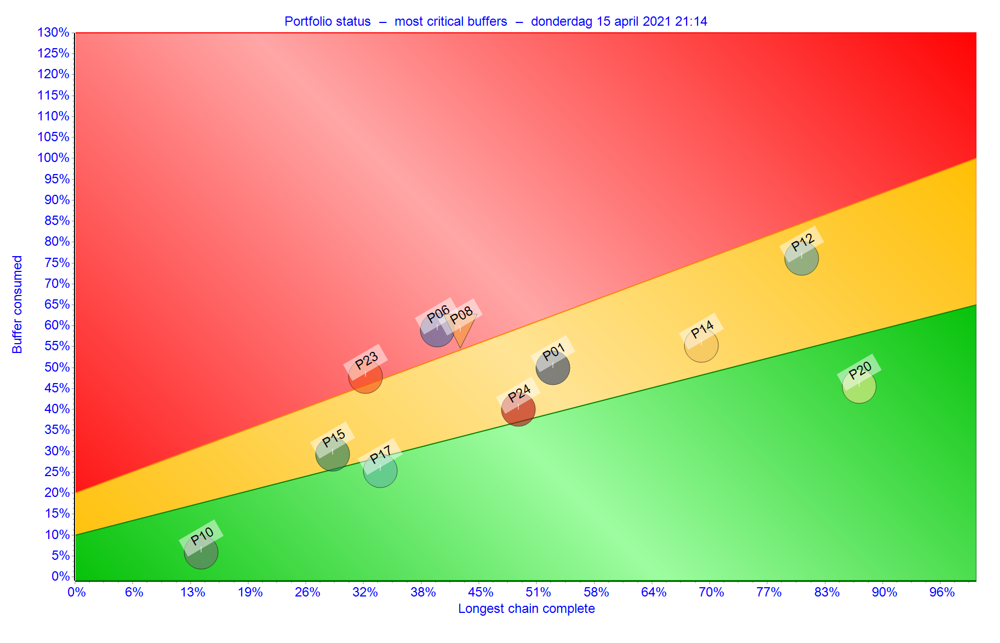 Portfolio status – most critical buffers – donderdag 15 april 2021 21:14
130%
125%
120%
115%
110%
105%
100%
95%
90%
85%
80%
75%
70%
65%
60%
55%
50%
45%
40%
35%
30%
25%
20%
15%
10%
5%
0%
Buffer consumed
P12
P06
P08
P14
P01
P23
P20
P24
P15
P17
P10
0% 6% 13% 19% 26% 32% 38% 45% 51% 58% 64% 70% 77% 83% 90% 96%
Longest chain complete